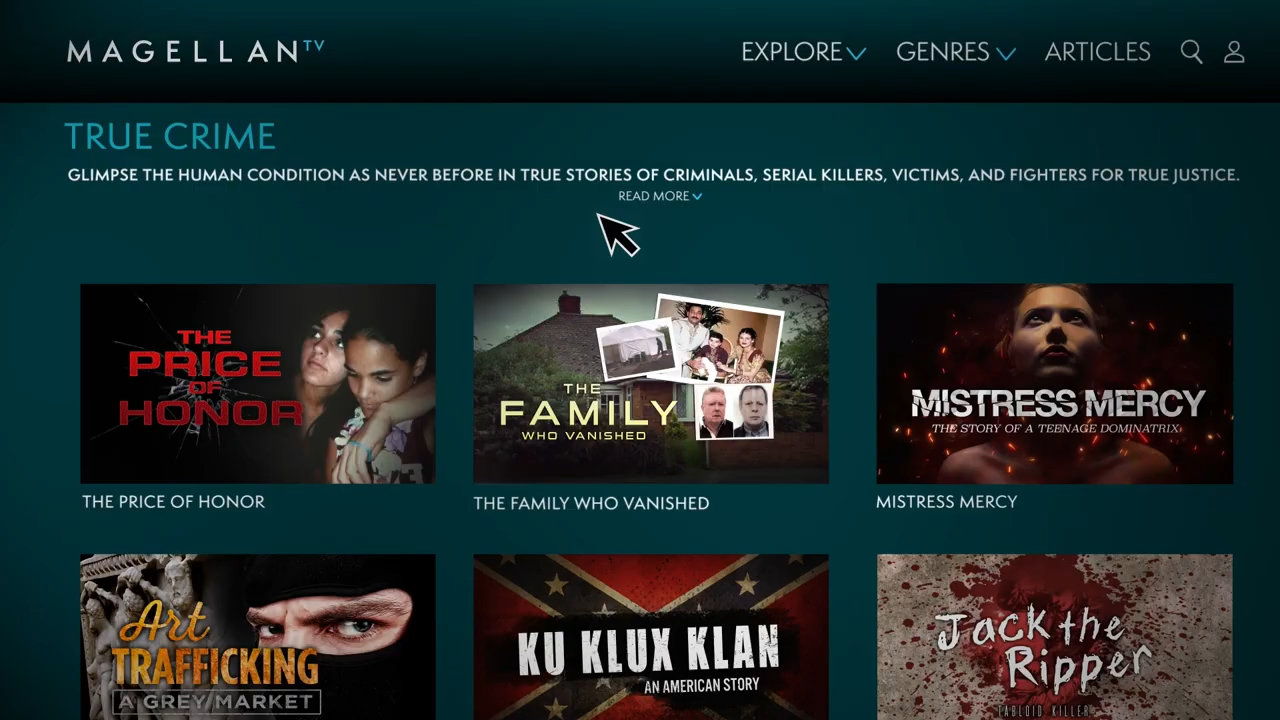 MAGELLANTV
EXPLORE GENRES ARTICLES
TRUE CRIME
GLIMPSE THE HUMAN CONDITION AS NEVER BEFORE IN TRUE STORIES OF CRIMINALS, SERIAL KILLERS, VICTIMS, AND FIGHTERS FOR TRUE JUSTICE.
READ MORE
THE
PRICE
OF
HONOR
THE
FAMILY
WHO VANISHED
MISTRESS MERCY
THE STORY OF A TEENAGE DOMINATRIX
THE PRICE OF HONOR
THE FAMILY WHO VANISHED
MISTRESS MERCY
Art
TRAFFICKING
A GREY MARKET
KU KLUX KLAN
AN AMERICAN STORY
Jack the
Ripper
TABLOID KILLER